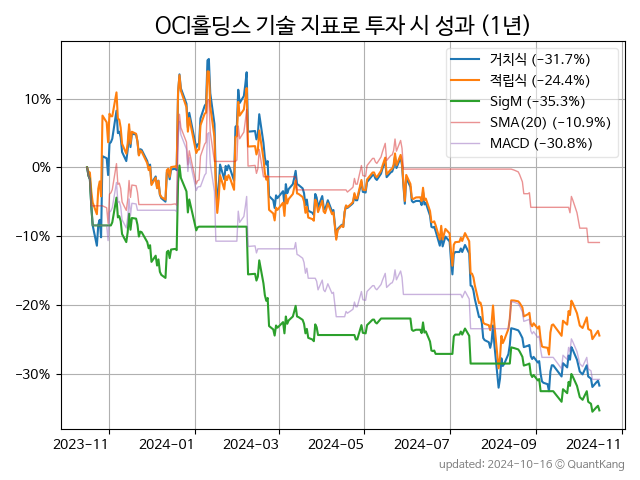 OCI홀딩스 기술 지표로 투자 시 성과 (1년)
거치식 (−31.7%)
적립식 (−24.4%)
SigM (−35.3%)
SMA(20) (−10.9%)
MACD (−30.8%)
10%
0%
−10%
−20%
−30%
2023-11 2024-01 2024-03 2024-05 2024-07 2024-09 2024-11
updated: 2024-10-16 © QuantKang